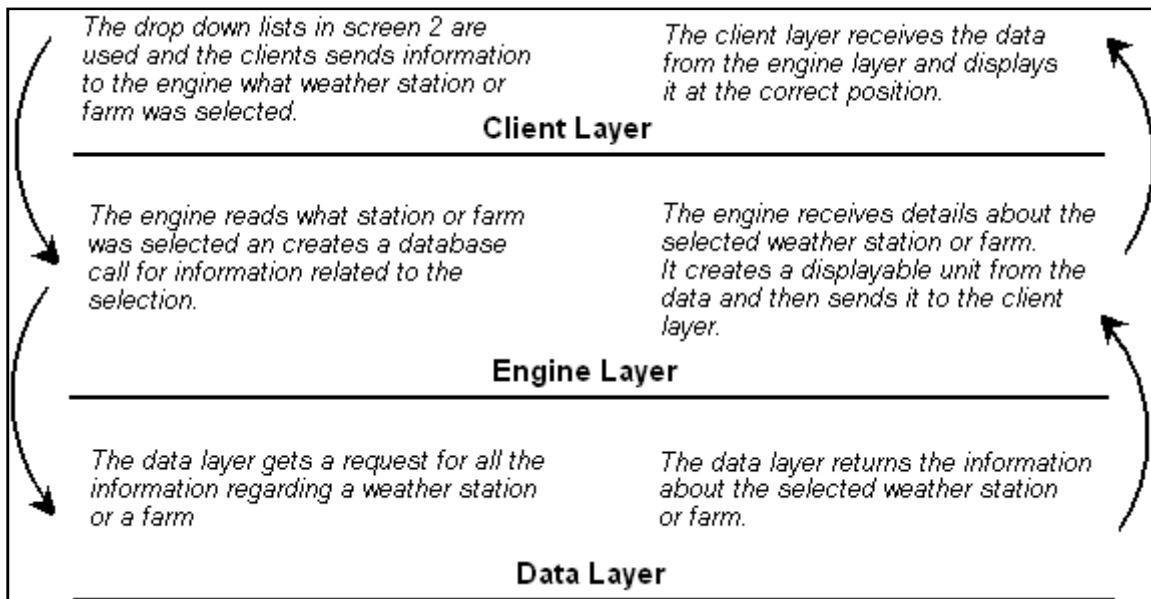 The drop down lists in screen 2 are
used and the clients sends information
to the engine what weather station or
farm was selected.
The client layer receives the data
from the engine layer and displays
it at the correct position.
Client Layer
The engine reads what station or farm
was selected an creates a database
call for information related to the
selection.
The engine receives details about the
selected weather station or farm.
It creates a displayable unit from the
data and then sends it to the client
layer.
Engine Layer
The data layer gets a request for all the
information regarding a weather station
or a farm
The data layer returns the information
about the selected weather station
or farm.
Data Layer